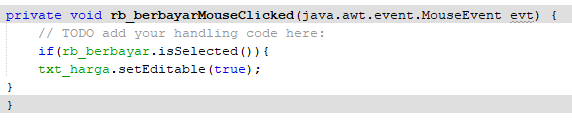 private void rb_berbayarMouseClicked(java.awt.event.MouseEvent evt) {
// TODO add your handling code here:
if(rb_berbayar.isSelected()){
txt_harga.setEditable(true);
}
}